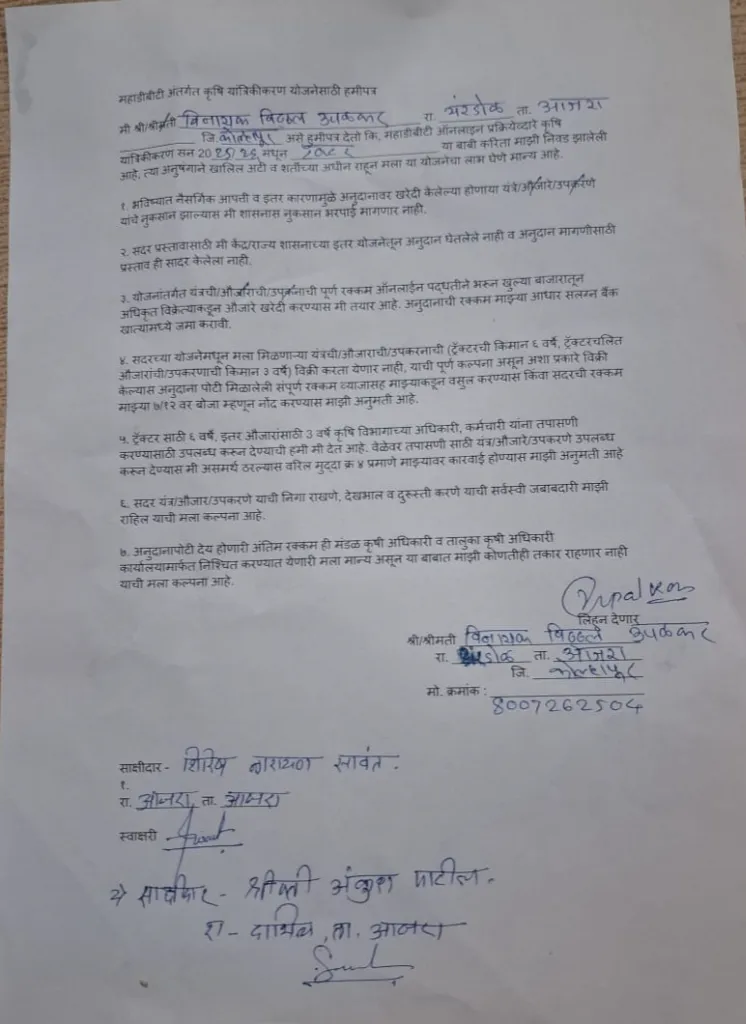 महाडीबीटी अंतर्गत कृषि यांत्रिकीकरण योजनेसाठी हमीपत्र
मी श्री/श्रीमती विनायक विठ्ठल उपळकर रा. ता. आजरा
जि. कोल्हापूर असे हमीपत्र देतो कि, महाडीबीटी ऑनलाइन प्रक्रियेव्दारे कृषि
यांत्रिकीकरण सन 2025/26 मधून या बाबी करिता माझी निवड झालेली
आहे, त्या अनुषगाने खालिल अटी व शर्तीच्या अधीन राहून मला या योजनेचा लाभ घेणे मान्य आहे.
१. भविष्यात नैसर्गिक आपत्ती व इतर कारणामुळे अनुदानावर खरेदी केलेल्या होणाया यंत्रे/औजारे/उपकरणे
यांचे नुकसान झाल्यास मी शासनास नुकसान भरपाई मागणार नाही.
२. सदर प्रस्तावासाठी मी केंद्र/राज्य शासनाच्या इतर योजनेतून अनुदान घेतलेले नाही व अनुदान मागणीसाठी
प्रस्ताव ही सादर केलेला नाही.
३. योजनांतर्गत यंत्रची/औजारांची/उपकृनाची पूर्ण रक्कम ऑनलाईन पद्धतीने भरून खुल्या बाजारातून
अधिकृत विक्रेत्याकडून औजारे खरेदी करण्यास मी तयार आहे. अनुदानाची रक्कम माझ्या आधार सलग्न बँक
खात्यामध्ये जमा करावी.
४. सदरच्या योजनेमधून मला मिळणाऱ्या यंत्रची/औजाराची/उपकरनाची (ट्रॅक्टरची किमान ६ वर्षे, ट्रॅक्टरचलित
औजारांची/उपकरणाची किमान 3 वर्षे) विक्री करता येणार नाही, याची पूर्ण कल्पना असून अशा प्रकारे विक्री
केल्यास अनुदाना पोटी मिळालेली संपूर्ण रक्कम व्याजासह माझ्याकडून वसुल करण्यास किंवा सदरची रक्कम
माझ्या ७/१२ वर बोजा म्हणून नोंद करण्यास माझी अनुमती आहे.
५. ट्रॅक्टर साठी ६ वर्षे, इतर औजारांसाठी 3 वर्षे कृषि विभागाच्या अधिकारी, कर्मचारी यांना तपासणी
करण्यासाठी उपलब्ध करून देण्याची हमी मी देत आहे. वेळेवर तपासणी साठी यंत्र/औजारे/उपकरणे उपलब्ध
करून देण्यास मी असमर्थ ठरल्यास वरिल मुद्दा क्र ४ प्रमाणे माझ्यावर कारवाई होण्यास माझी अनुमती आहे
६. सदर यंत्र/औजार/उपकरणे याची निगा राखणे, देखभाल व दुरूस्ती करणे याची सर्वस्वी जबाबदारी माझी
राहिल याची मला कल्पना आहे.
७. अनुदानापोटी देय होणारी अंतिम रक्कम ही मंडळ कृषी अधिकारी व तालुका कृषी अधिकारी
कार्यालयामार्फत निश्चित करण्यात येणारी मला मान्य असून या बाबात माझी कोणतीही तकार राहणार नाही
याची मला कल्पना आहे.
लिहून देणार
श्री/श्रीमती विनायक विठ्ठल उपळकर
रा. ता. आजरा
जि. कोल्हापूर
मो. क्रमांक :
8007262504
साक्षीदार - शिरिष नारायण सावंत.
१.
रा. आजरा, ता. आजरा
स्वाक्षरी
२) साक्षीदार - श्रीपती अंकुश पाटील.
रा - ता. आजरा